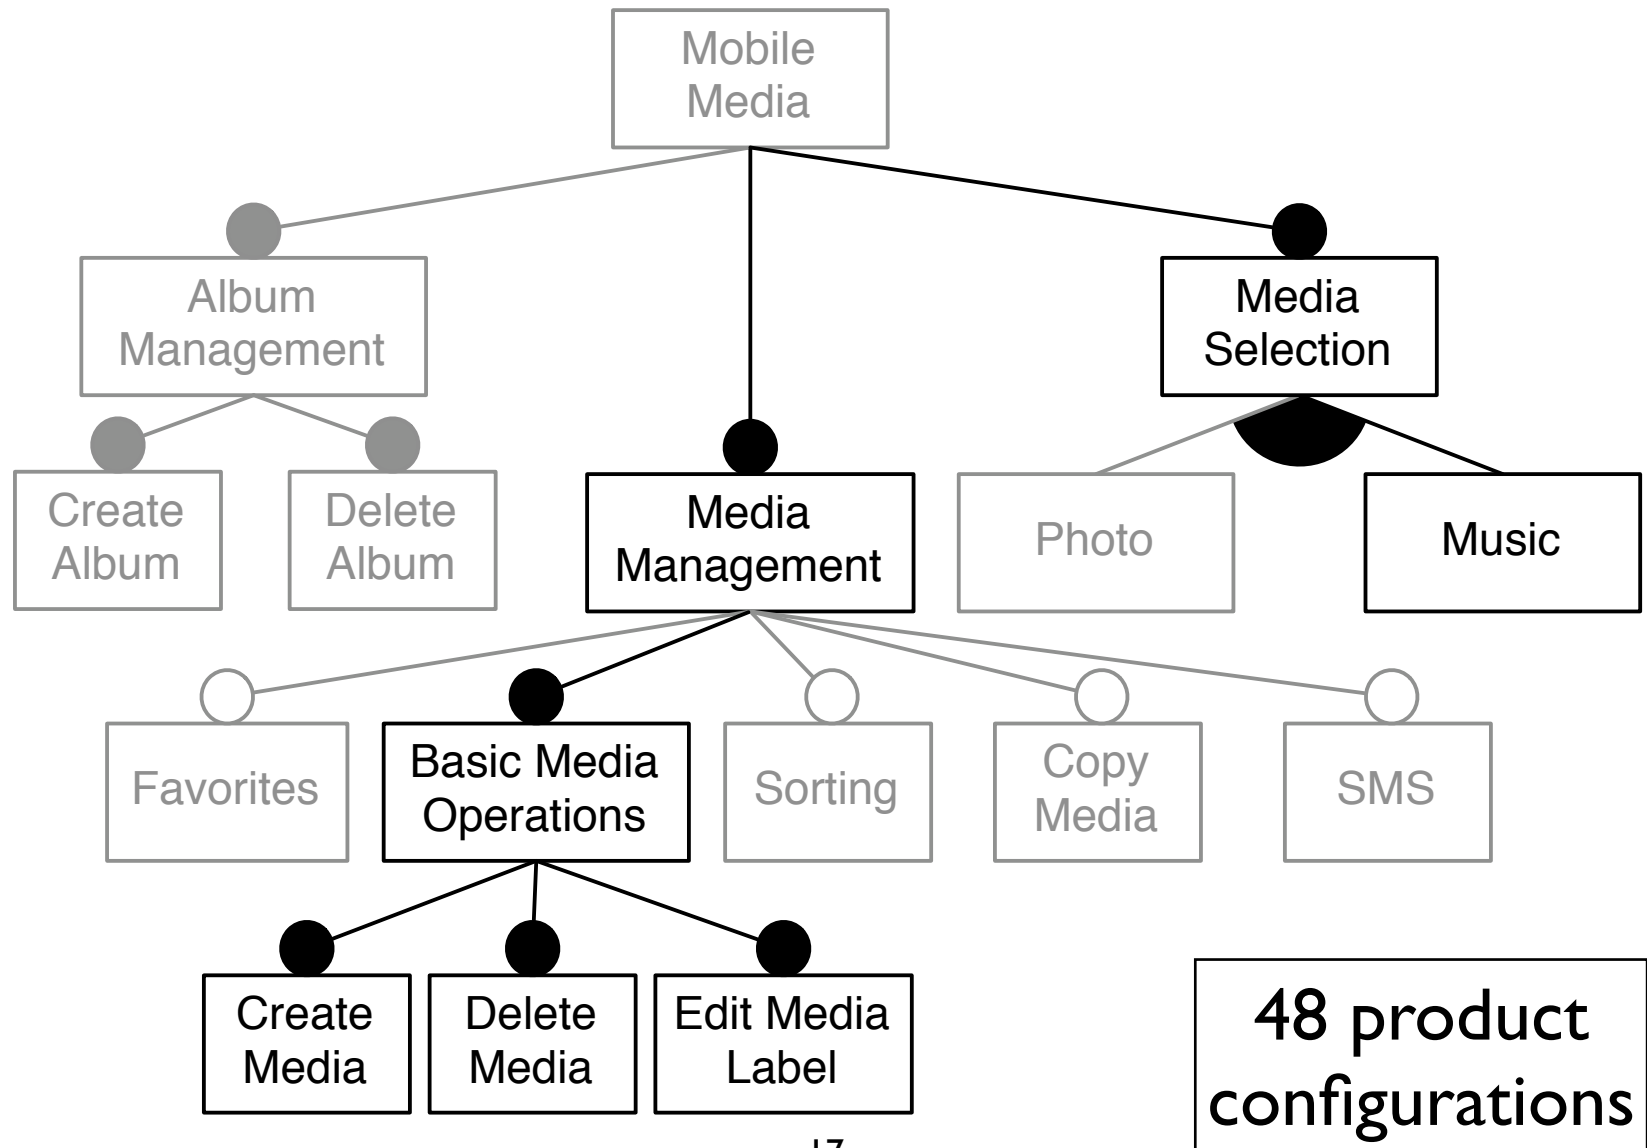 Mobile
Media
Album
Management
Media
Selection
Create
Album
Delete
Album
Media
Management
Photo
Music
Favorites
Basic Media
Operations
Sorting
Copy
Media
SMS
Create
Media
Delete
Media
Edit Media
Label
48 product
configurations
17